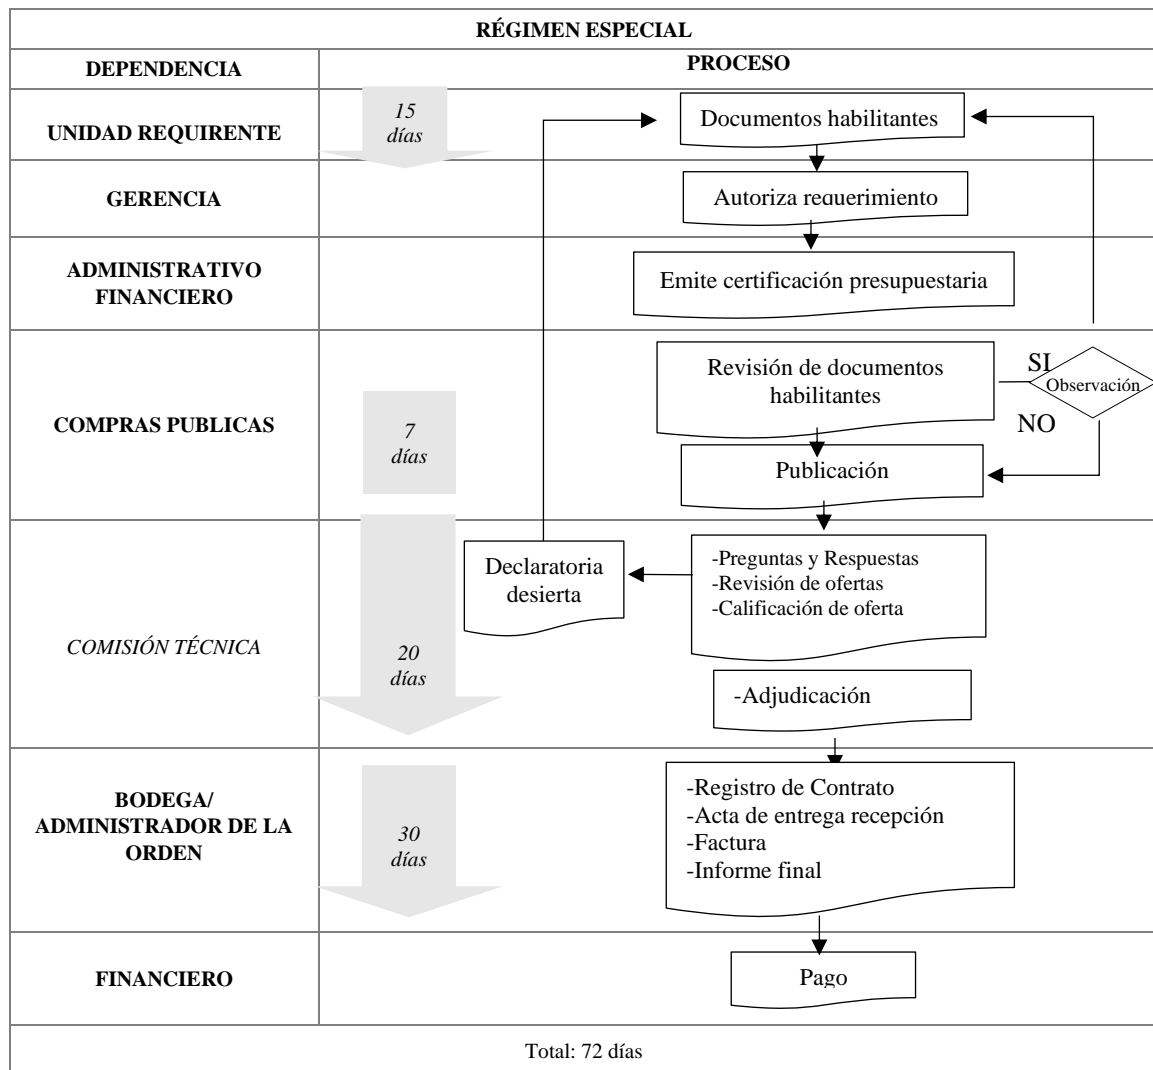 RÉGIMEN ESPECIAL
DEPENDENCIA
PROCESO
UNIDAD REQUIRENTE
15
días
Documentos habilitantes
GERENCIA
Autoriza requerimiento
ADMINISTRATIVO
FINANCIERO
Emite certificación presupuestaria
COMPRAS PUBLICAS
7
días
Revisión de documentos
habilitantes
SI
Observación
NO
Publicación
COMISIÓN TÉCNICA
20
días
Declaratoria
desierta
-Preguntas y Respuestas
-Revisión de ofertas
-Calificación de oferta
-Adjudicación
BODEGA/
ADMINISTRADOR DE LA
ORDEN
30
días
-Registro de Contrato
-Acta de entrega recepción
-Factura
-Informe final
FINANCIERO
Pago
Total: 72 días